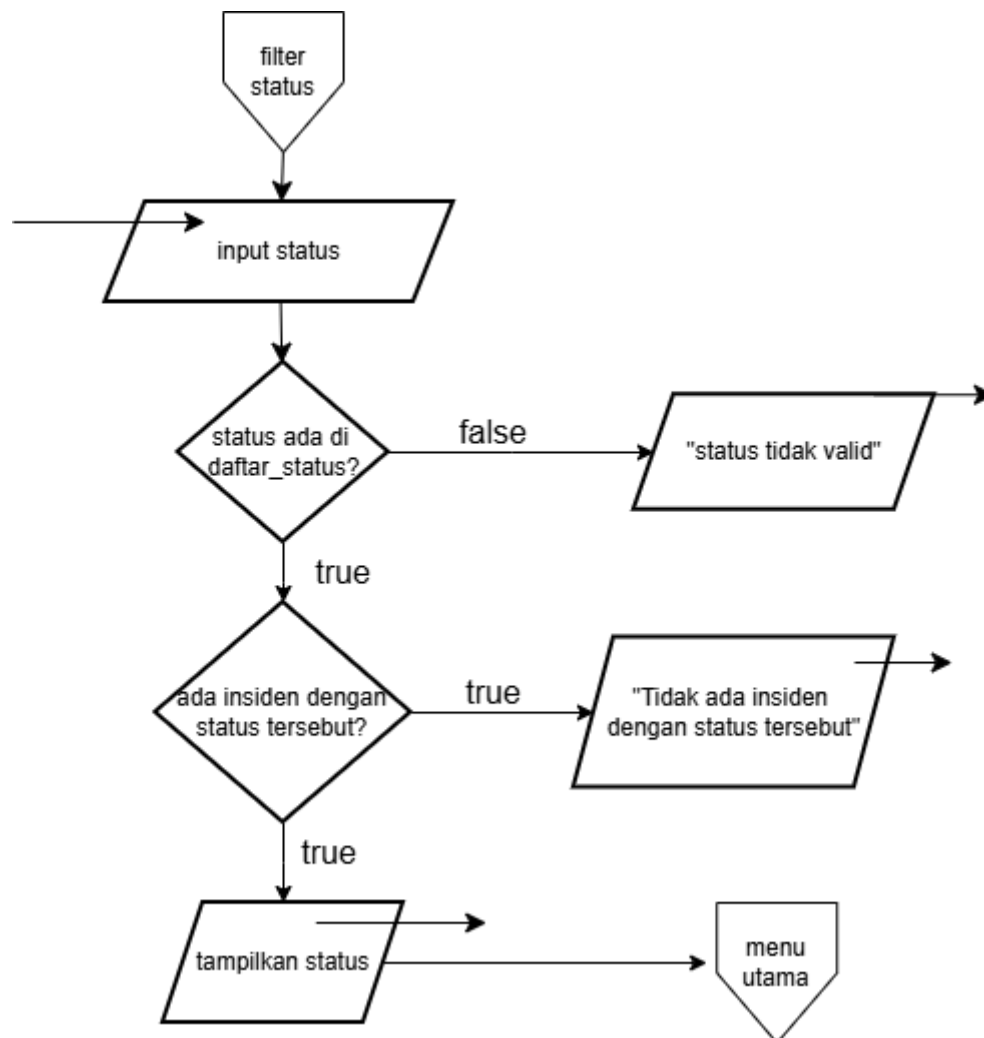 filter
status
input status
status ada di
daftar_status?
false
"status tidak valid"
true
ada insiden dengan
status tersebut?
true
"Tidak ada insiden
dengan status tersebut"
true
tampilkan status
menu
utama